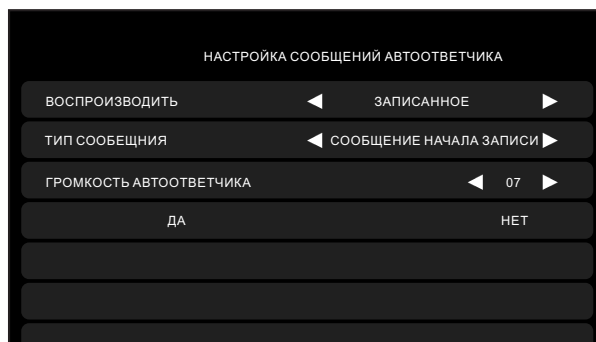 НАСТРОЙКА СООБЩЕНИЙ АВТООТВЕТЧИКА
ВОСПРОИЗВОДИТЬ ЗАПИСАННОЕ
ТИП СООБЕЩНИЯ СООБЩЕНИЕ НАЧАЛА ЗАПИСИ
ГРОМКОСТЬ АВТООТВЕТЧИКА 07
ДА НЕТ